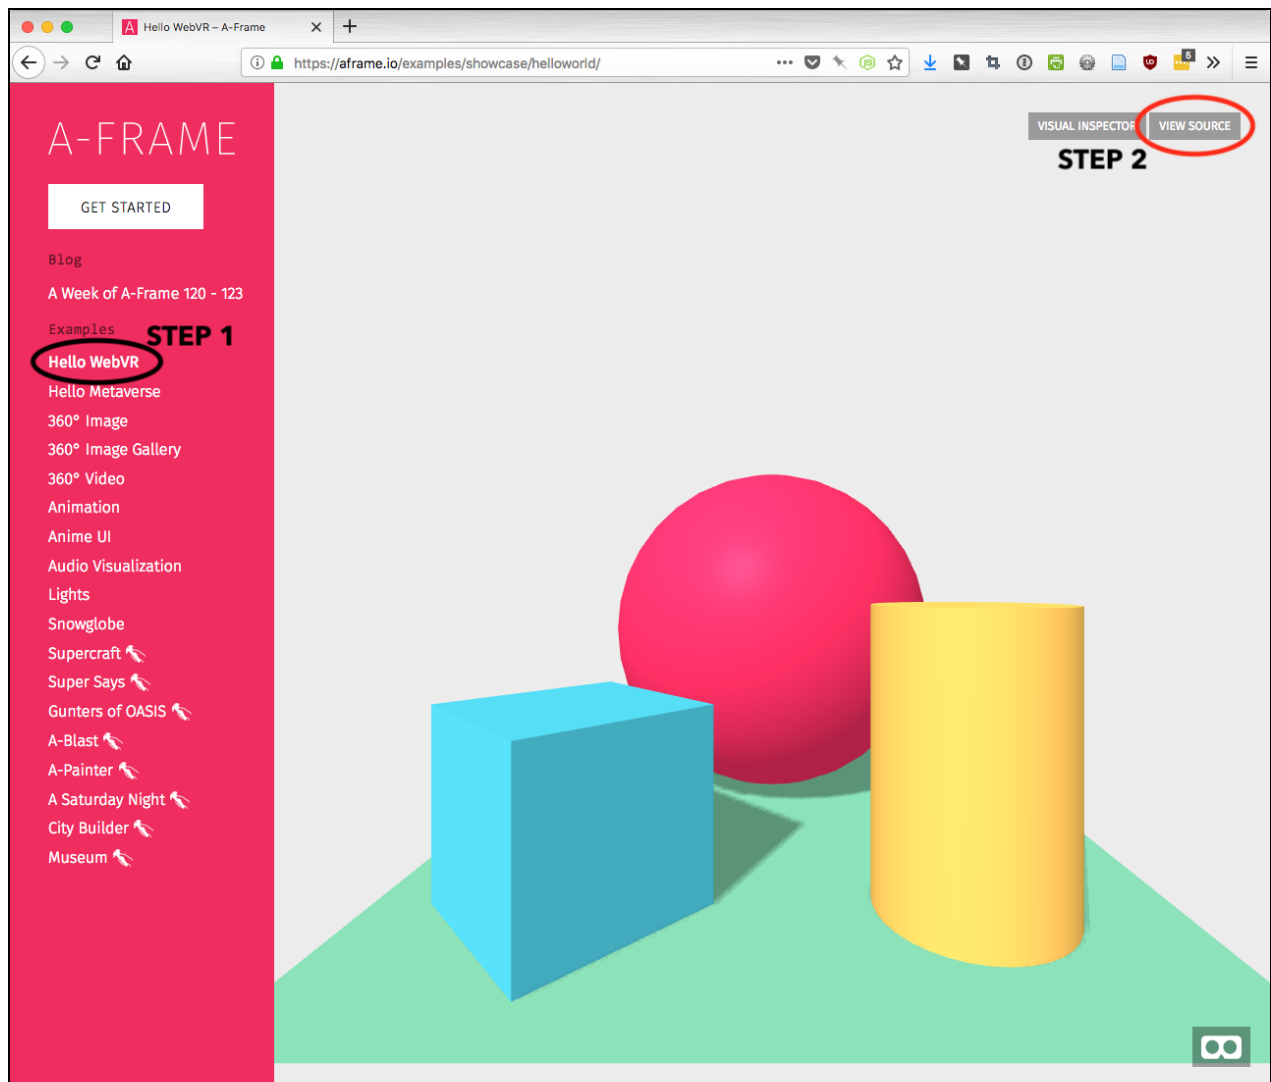 A Hello WebVR – A-Frame
https://aframe.io/examples/showcase/helloworld/
5
A-FRAME
GET STARTED
Blog
A Week of A-Frame 120 - 123
Examples
STEP 1
Hello WebVR
Hello Metaverse
360° Image
360° Image Gallery
360° Video
Animation
Anime UI
Audio Visualization
Lights
Snowglobe
Supercraft
Super Says
Gunters of OASIS
A-Blast
A-Painter
A Saturday Night
City Builder
Museum
VISUAL INSPECTOR
VIEW SOURCE
STEP 2